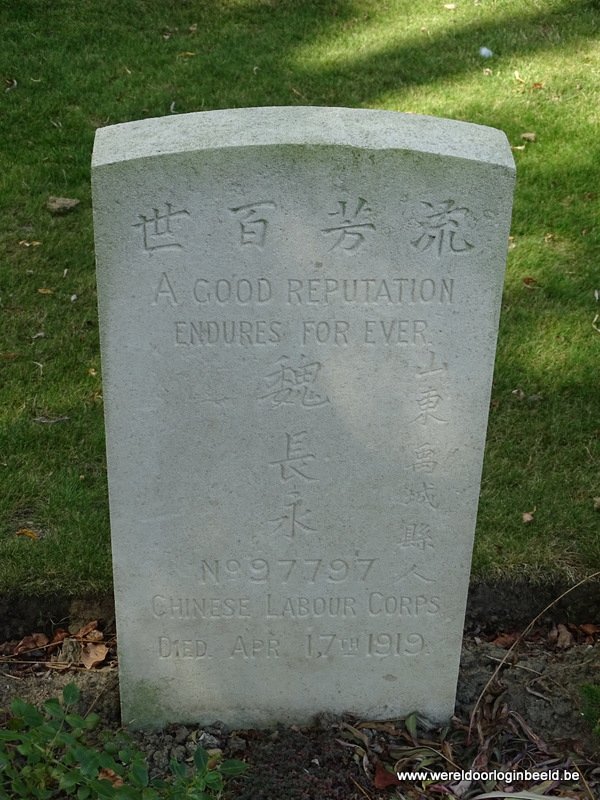 世百芳流
A GOOD REPUTATION
ENDURES FOR EVER.
山東禹城縣人
魏長永
No 97797
CHINESE LABOUR CORPS
DIED APR 17TH 1919.
www.wereldoorloginbeeld.be